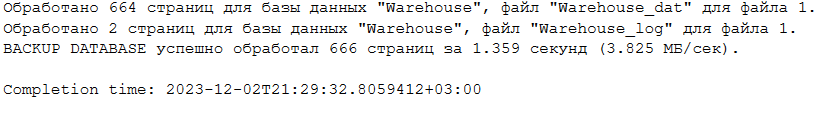 Обработано 664 страниц для базы данных "Warehouse", файл "Warehouse_dat" для файла 1.
Обработано 2 страниц для базы данных "Warehouse", файл "Warehouse_log" для файла 1.
BACKUP DATABASE успешно обработал 666 страниц за 1.359 секунд (3.825 МБ/сек).
Completion time: 2023-12-02T21:29:32.8059412+03:00